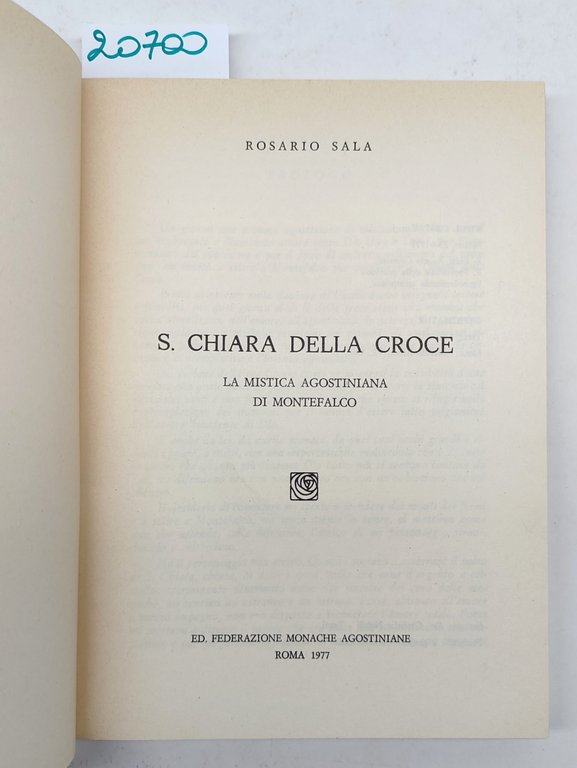 20700
ROSARIO SALA
S. CHIARA DELLA CROCE
LA MISTICA AGOSTINIANA
DI MONTEFALCO
ED. FEDERAZIONE MONACHE AGOSTINIANE
ROMA 1977